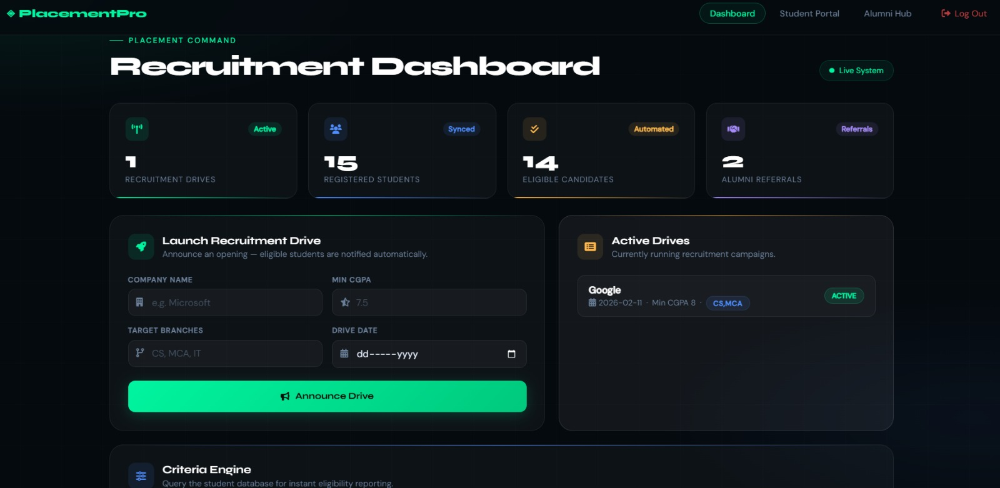 PlacementPro
Dashboard
Student Portal
Alumni Hub
Log Out
PLACEMENT COMMAND
Recruitment Dashboard
Live System
Active
1
RECRUITMENT DRIVES
Synced
15
REGISTERED STUDENTS
Automated
14
ELIGIBLE CANDIDATES
Referrals
2
ALUMNI REFERRALS
Launch Recruitment Drive
Announce an opening — eligible students are notified automatically.
COMPANY NAME
e.g. Microsoft
MIN CGPA
7.5
TARGET BRANCHES
CS, MCA, IT
DRIVE DATE
dd-----yyyy
Announce Drive
Active Drives
Currently running recruitment campaigns.
Google
2026-02-11 · Min CGPA 8 · CS,MCA
ACTIVE
Criteria Engine
Query the student database for instant eligibility reporting.